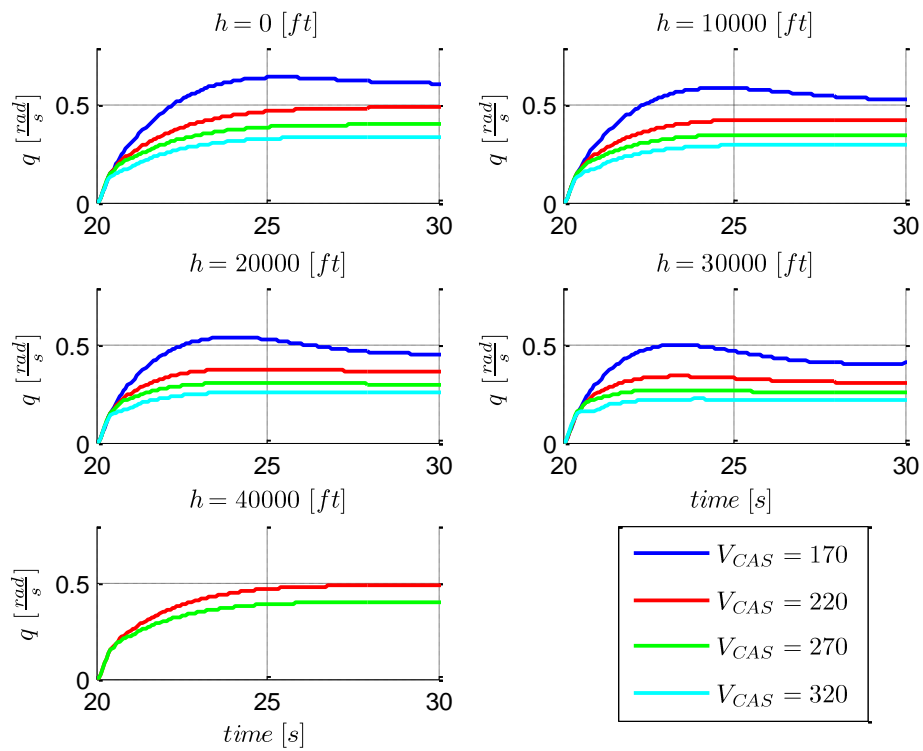 h = 0 [ft]
q [rad/s]
0.5
0
20
25
30
h = 10000 [ft]
q [rad/s]
0.5
0
20
25
30
h = 20000 [ft]
q [rad/s]
0.5
0
20
25
30
h = 30000 [ft]
q [rad/s]
0.5
0
20
25
30
time [s]
h = 40000 [ft]
q [rad/s]
0.5
0
20
25
30
time [s]
V_CAS = 170
V_CAS = 220
V_CAS = 270
V_CAS = 320